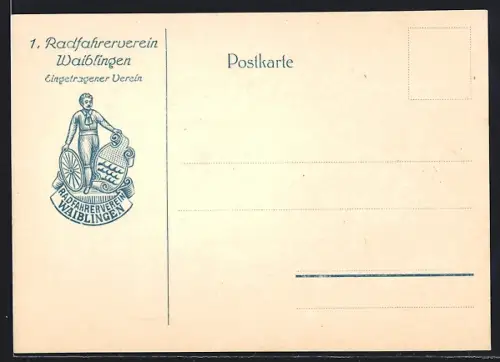 1. Radfahrerverein
Waiblingen
Eingetragener Verein
RADFAHRERVEREIN
WAIBLINGEN
Postkarte